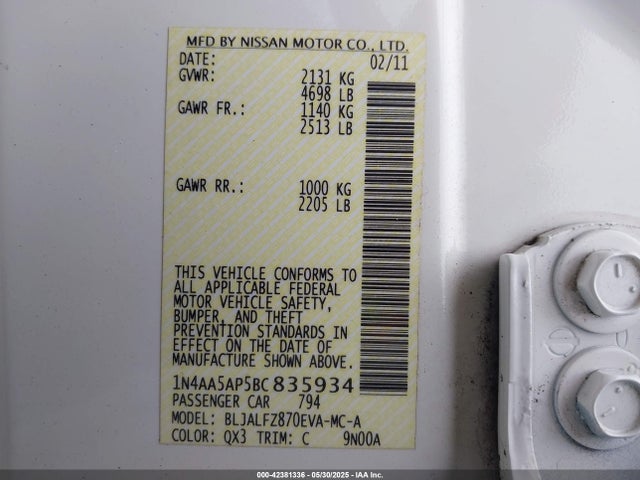 MFD BY NISSAN MOTOR CO., LTD.
DATE: 02/11
GVWR: 2131 KG
4698 LB
GAWR FR.: 1140 KG
2513 LB
GAWR RR.: 1000 KG
2205 LB
THIS VEHICLE CONFORMS TO
ALL APPLICABLE FEDERAL
MOTOR VEHICLE SAFETY,
BUMPER, AND THEFT
PREVENTION STANDARDS IN
EFFECT ON THE DATE OF
MANUFACTURE SHOWN ABOVE.
1N4AA5AP5BC835934
PASSENGER CAR 794
MODEL: BLJALFZ870EVA-MC-A
COLOR: QX3 TRIM: C 9N00A
000-42381336 - 05/30/2025 - IAA Inc.